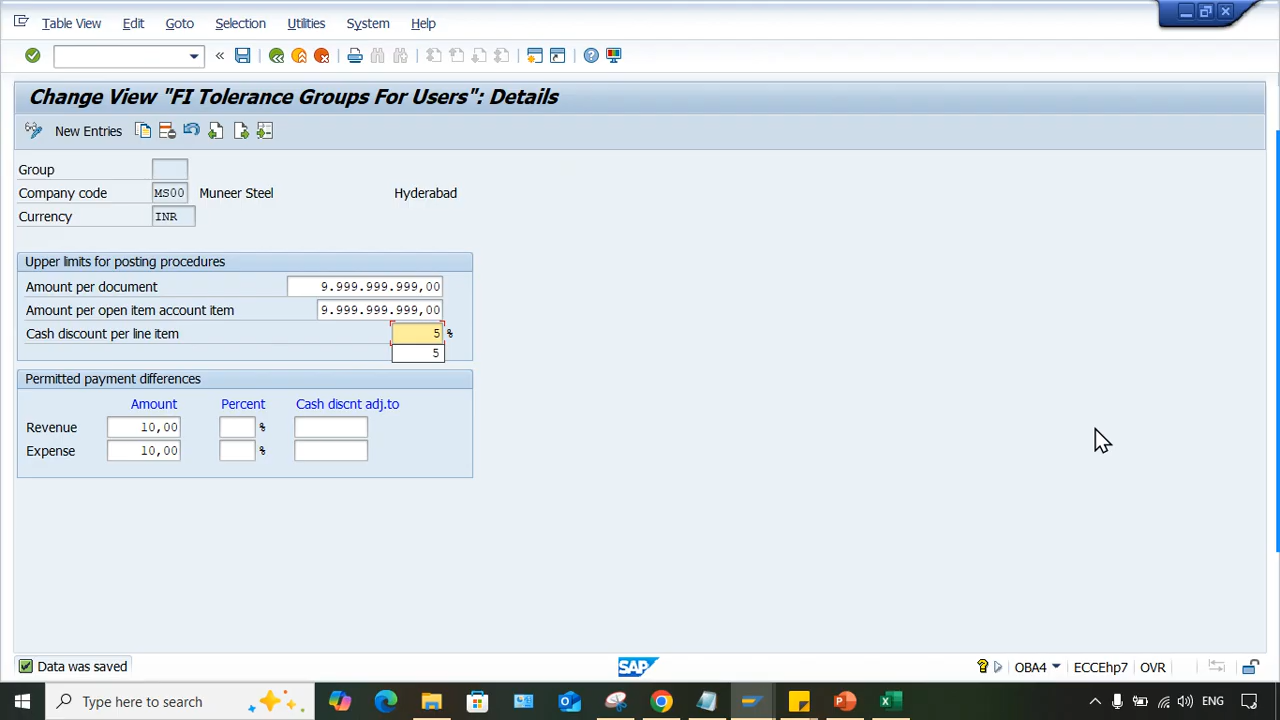 Table View Edit Goto Selection Utilities System Help
Change View "FI Tolerance Groups For Users": Details
New Entries
Group
Company code MS00 Muneer Steel Hyderabad
Currency INR
Upper limits for posting procedures
Amount per document 9.999.999.999,00
Amount per open item account item 9.999.999.999,00
Cash discount per line item 5 %
5
Permitted payment differences
Amount Percent Cash discnt adj.to
Revenue 10,00 %
Expense 10,00 %
Data was saved SAP OBA4 ECCEhp7 OVR
Type here to search ENG